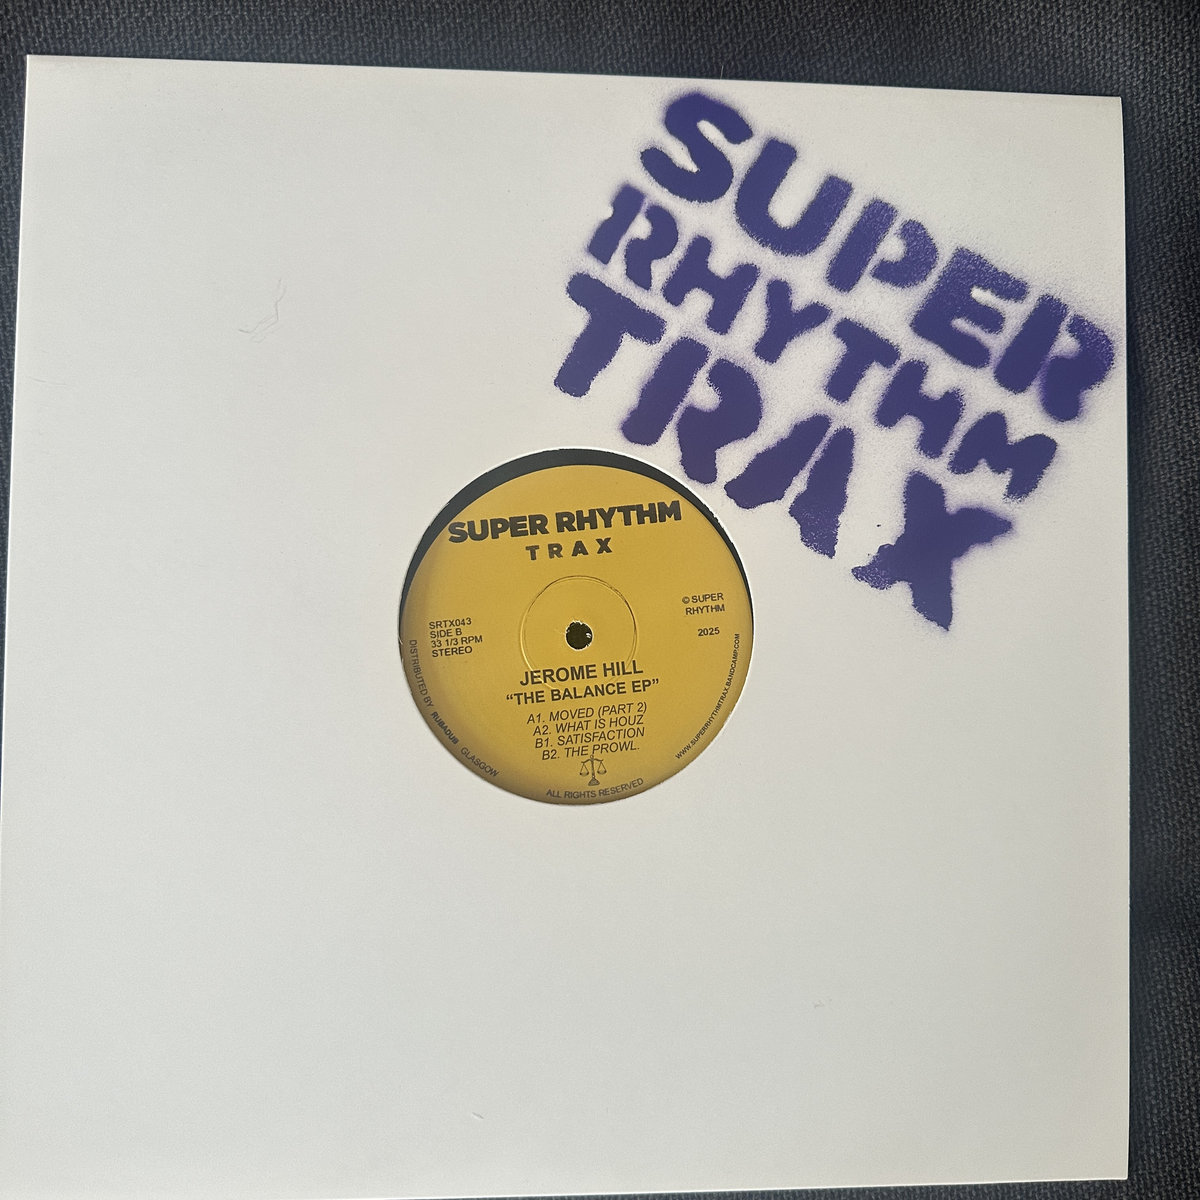 SUPER
RHYTHM
TRAX
SUPER RHYTHM
TRAX
SRTX043
SIDE B
33 1/3 RPM
STEREO
© SUPER
RHYTHM
2025
JEROME HILL
“THE BALANCE EP”
A1. MOVED (PART 2)
A2. WHAT IS HOUZ
B1. SATISFACTION
B2. THE PROWL.
DISTRIBUTED BY RUBADUB GLASGOW
ALL RIGHTS RESERVED
WWW.SUPERRHYTHMTRAX.BANDCAMP.COM